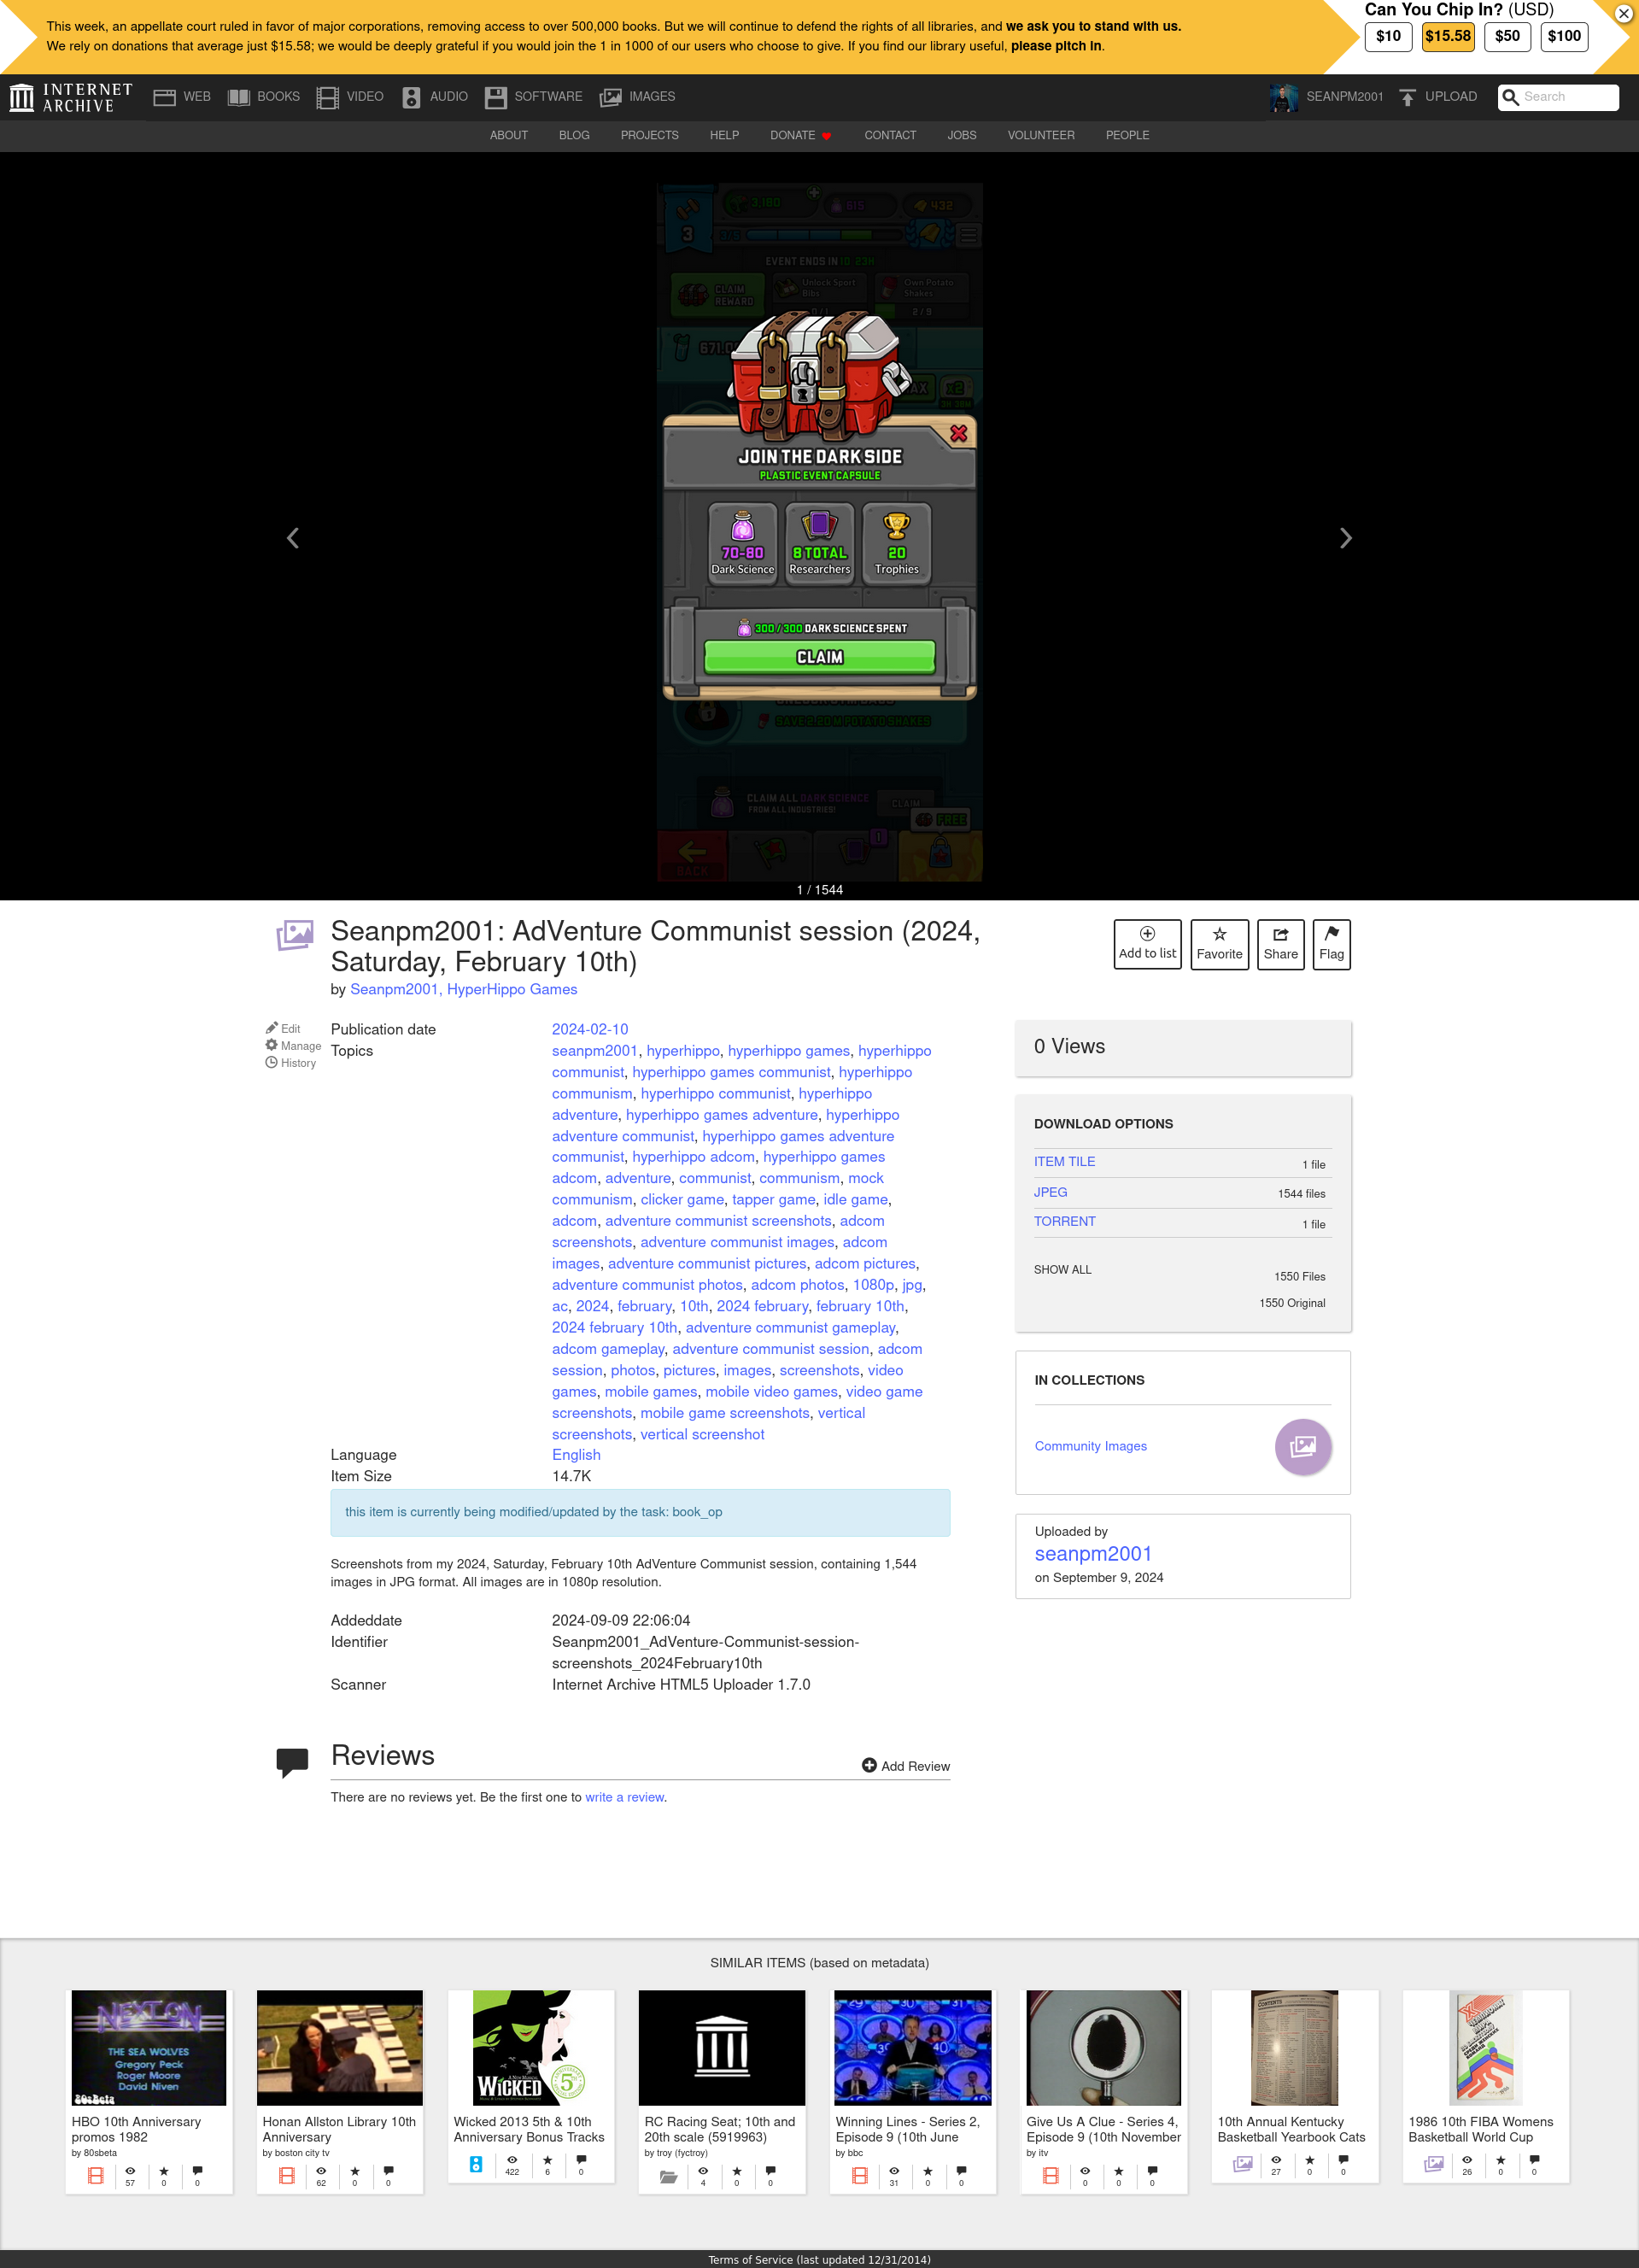 This week, an appellate court ruled in favor of major corporations, removing access to over 500,000 books. But we will continue to defend the rights of all libraries, and we ask you to stand with us.
We rely on donations that average just $15.58; we would be deeply grateful if you would join the 1 in 1000 of our users who choose to give. If you find our library useful, please pitch in.
Can You Chip In? (USD)
$10 $15.58 $50 $100
INTERNET ARCHIVE
WEB BOOKS VIDEO AUDIO SOFTWARE IMAGES SEANPM2001 UPLOAD Search
ABOUT BLOG PROJECTS HELP DONATE CONTACT JOBS VOLUNTEER PEOPLE
3,180 615 432
3
EVENT ENDS IN 10. 23H
CLAIM REWARD
Unlock Sport Bibs
Own Potato Shakes
2 / 9
JOIN THE DARK SIDE
PLASTIC EVENT CAPSULE
70-80 8 TOTAL 20
Dark Science Researchers Trophies
300 / 300 DARK SCIENCE SPENT
CLAIM
SAVE 2.20 M POTATO SHAKES
CLAIM ALL DARK SCIENCE
FROM ALL INDUSTRIES!
CLAIM
FREE
BACK
1 / 1544
Seanpm2001: AdVenture Communist session (2024,
Saturday, February 10th)
by Seanpm2001, HyperHippo Games
Add to list Favorite Share Flag
Edit
Manage
History
Publication date 2024-02-10
Topics seanpm2001, hyperhippo, hyperhippo games, hyperhippo
communist, hyperhippo games communist, hyperhippo
communism, hyperhippo communist, hyperhippo
adventure, hyperhippo games adventure, hyperhippo
adventure communist, hyperhippo games adventure
communist, hyperhippo adcom, hyperhippo games
adcom, adventure, communist, communism, mock
communism, clicker game, tapper game, idle game,
adcom, adventure communist screenshots, adcom
screenshots, adventure communist images, adcom
images, adventure communist pictures, adcom pictures,
adventure communist photos, adcom photos, 1080p, jpg,
ac, 2024, february, 10th, 2024 february, february 10th,
2024 february 10th, adventure communist gameplay,
adcom gameplay, adventure communist session, adcom
session, photos, pictures, images, screenshots, video
games, mobile games, mobile video games, video game
screenshots, mobile game screenshots, vertical
screenshots, vertical screenshot
Language English
Item Size 14.7K
this item is currently being modified/updated by the task: book_op
Screenshots from my 2024, Saturday, February 10th AdVenture Communist session, containing 1,544
images in JPG format. All images are in 1080p resolution.
Addeddate 2024-09-09 22:06:04
Identifier Seanpm2001_AdVenture-Communist-session-
screenshots_2024February10th
Scanner Internet Archive HTML5 Uploader 1.7.0
0 Views
DOWNLOAD OPTIONS
ITEM TILE 1 file
JPEG 1544 files
TORRENT 1 file
SHOW ALL 1550 Files
1550 Original
IN COLLECTIONS
Community Images
Uploaded by
seanpm2001
on September 9, 2024
Reviews
Add Review
There are no reviews yet. Be the first one to write a review.
SIMILAR ITEMS (based on metadata)
NEXT ON
THE SEA WOLVES
Gregory Peck
Roger Moore
David Niven
80sBeta
HBO 10th Anniversary
promos 1982
by 80sbeta
57 0 0
Honan Allston Library 10th
Anniversary
by boston city tv
62 0 0
WICKED
5
Wicked 2013 5th & 10th
Anniversary Bonus Tracks
422 6 0
RC Racing Seat; 10th and
20th scale (5919963)
by troy (fyctroy)
4 0 0
Winning Lines - Series 2,
Episode 9 (10th June
by bbc
31 0 0
Give Us A Clue - Series 4,
Episode 9 (10th November
by itv
0 0 0
CONTENTS
10th Annual Kentucky
Basketball Yearbook Cats
27 0 0
1986 10th FIBA Womens
Basketball World Cup
26 0 0
Terms of Service (last updated 12/31/2014)